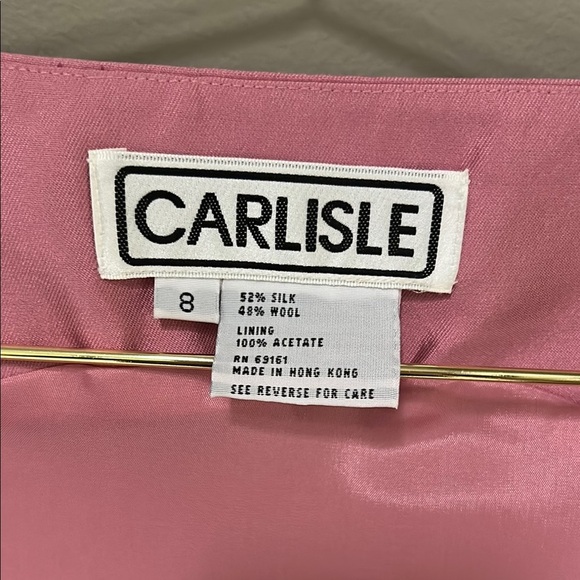 CARLISLE
8
52% SILK
48% WOOL
LINING
100% ACETATE
RN 69161
MADE IN HONG KONG
SEE REVERSE FOR CARE